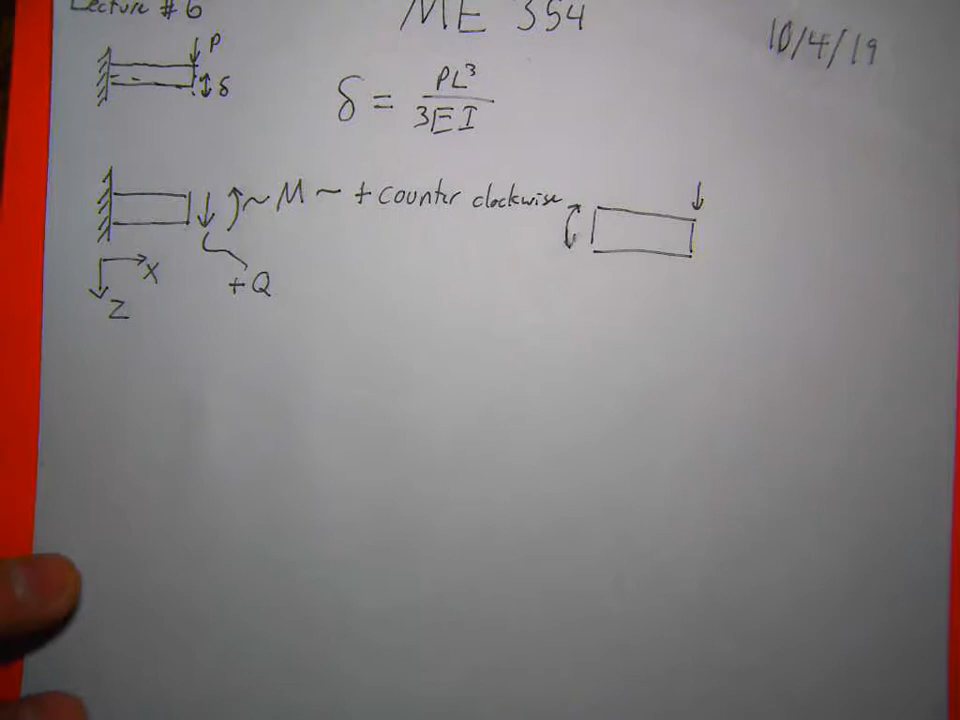 Lecture #6
ME 354
10/4/19
P
δ
δ = PL³ / 3EI
~ M ~ + counter clockwise
x
+Q
z